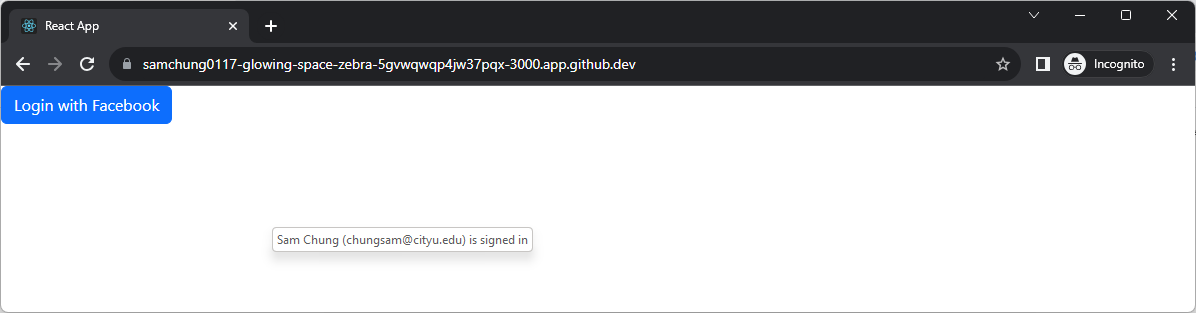 React App
samchung0117-glowing-space-zebra-5gvwqwqp4jw37pqx-3000.app.github.dev
Incognito
Login with Facebook
Sam Chung (chungsam@cityu.edu) is signed in